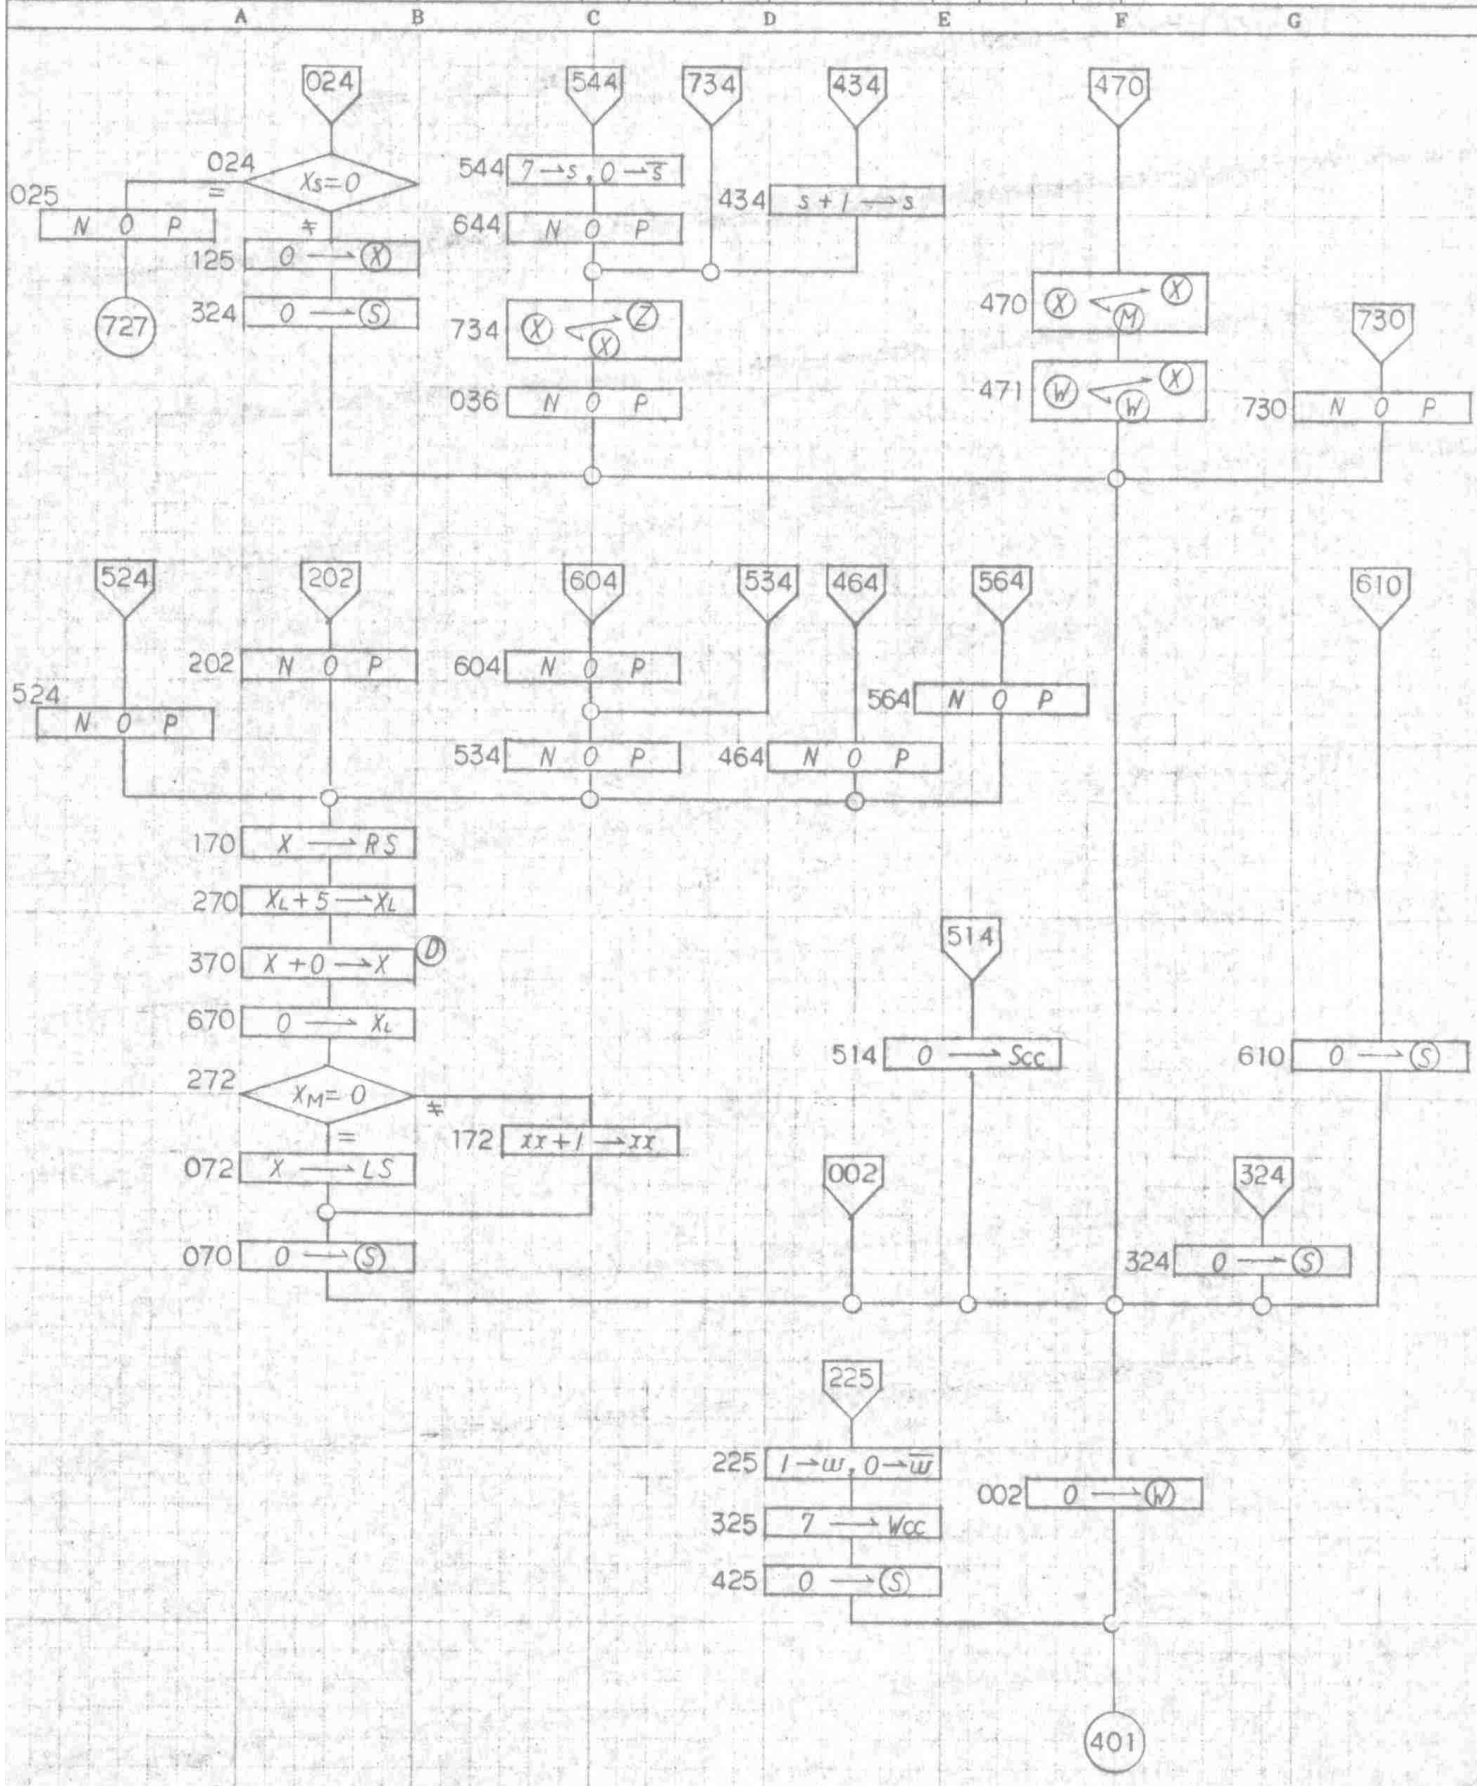 A B C D E F G
024 544 734 434 470
024 Xs=0
=
≠
025 N O P
727
125 0 → Ⓧ
324 0 → Ⓢ
544 7→s, 0→s̅
644 N O P
434 s+1→s
734 Ⓧ Ⓩ Ⓧ
036 N O P
470 Ⓧ Ⓧ Ⓜ
471 Ⓦ Ⓧ Ⓦ
730
730 N O P
524 202 604 534 464 564 610
202 N O P
604 N O P
564 N O P
524 N O P
534 N O P
464 N O P
170 X → RS
270 XL+5→XL
370 X+0→X Ⓓ
670 0 → XL
272 XM=0
≠
=
172 xx+1→xx
072 X → LS
070 0 → Ⓢ
514
514 0 → Scc
610 0 → Ⓢ
002
324
324 0 → Ⓢ
225
225 1→w, 0→w̅
325 7 → Wcc
425 0 → Ⓢ
002 0 → Ⓦ
401